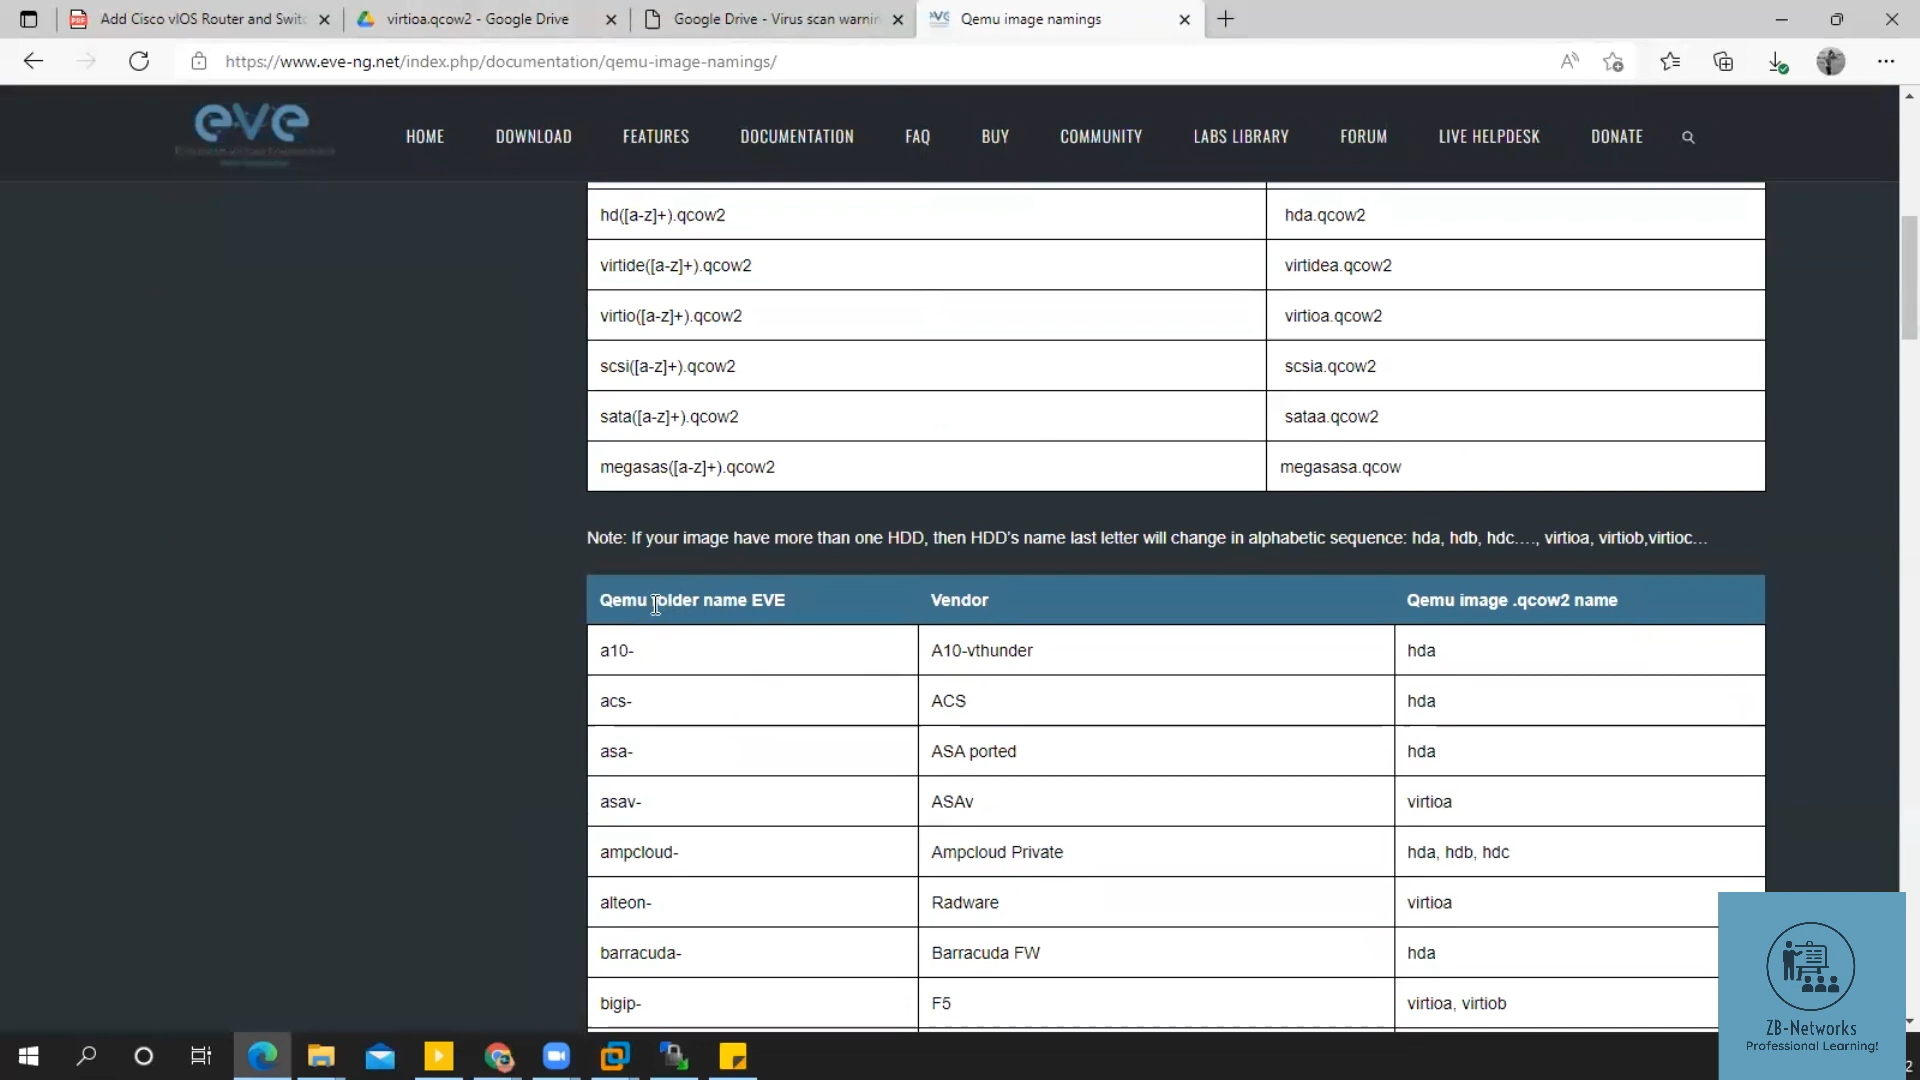 Add Cisco vIOS Router and Switc
virtioa.qcow2 - Google Drive
Google Drive - Virus scan warnin
Qemu image namings
https://www.eve-ng.net/index.php/documentation/qemu-image-namings/
eve
HOME DOWNLOAD FEATURES DOCUMENTATION FAQ BUY COMMUNITY LABS LIBRARY FORUM LIVE HELPDESK DONATE
hd([a-z]+).qcow2 hda.qcow2
virtide([a-z]+).qcow2 virtidea.qcow2
virtio([a-z]+).qcow2 virtioa.qcow2
scsi([a-z]+).qcow2 scsia.qcow2
sata([a-z]+).qcow2 sataa.qcow2
megasas([a-z]+).qcow2 megasasa.qcow
Note: If your image have more than one HDD, then HDD's name last letter will change in alphabetic sequence: hda, hdb, hdc…., virtioa, virtiob,virtioc…
Qemu folder name EVE Vendor Qemu image .qcow2 name
a10- A10-vthunder hda
acs- ACS hda
asa- ASA ported hda
asav- ASAv virtioa
ampcloud- Ampcloud Private hda, hdb, hdc
alteon- Radware virtioa
barracuda- Barracuda FW hda
bigip- F5 virtioa, virtiob
ZB-Networks
Professional Learning!